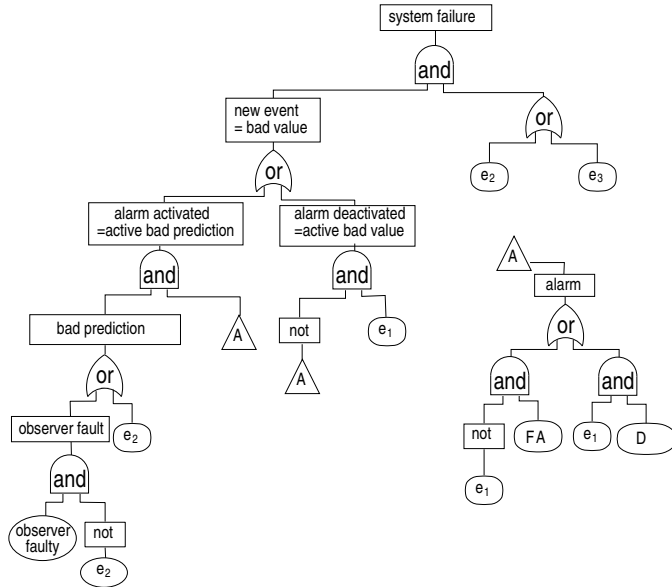 system failure
and
new event
= bad value
or
e2
e3
or
alarm activated
=active bad prediction
alarm deactivated
=active bad value
and
and
A
alarm
bad prediction
A
not
e1
or
A
or
and
and
observer fault
e2
not
FA
e1
D
and
e1
observer
faulty
not
e2